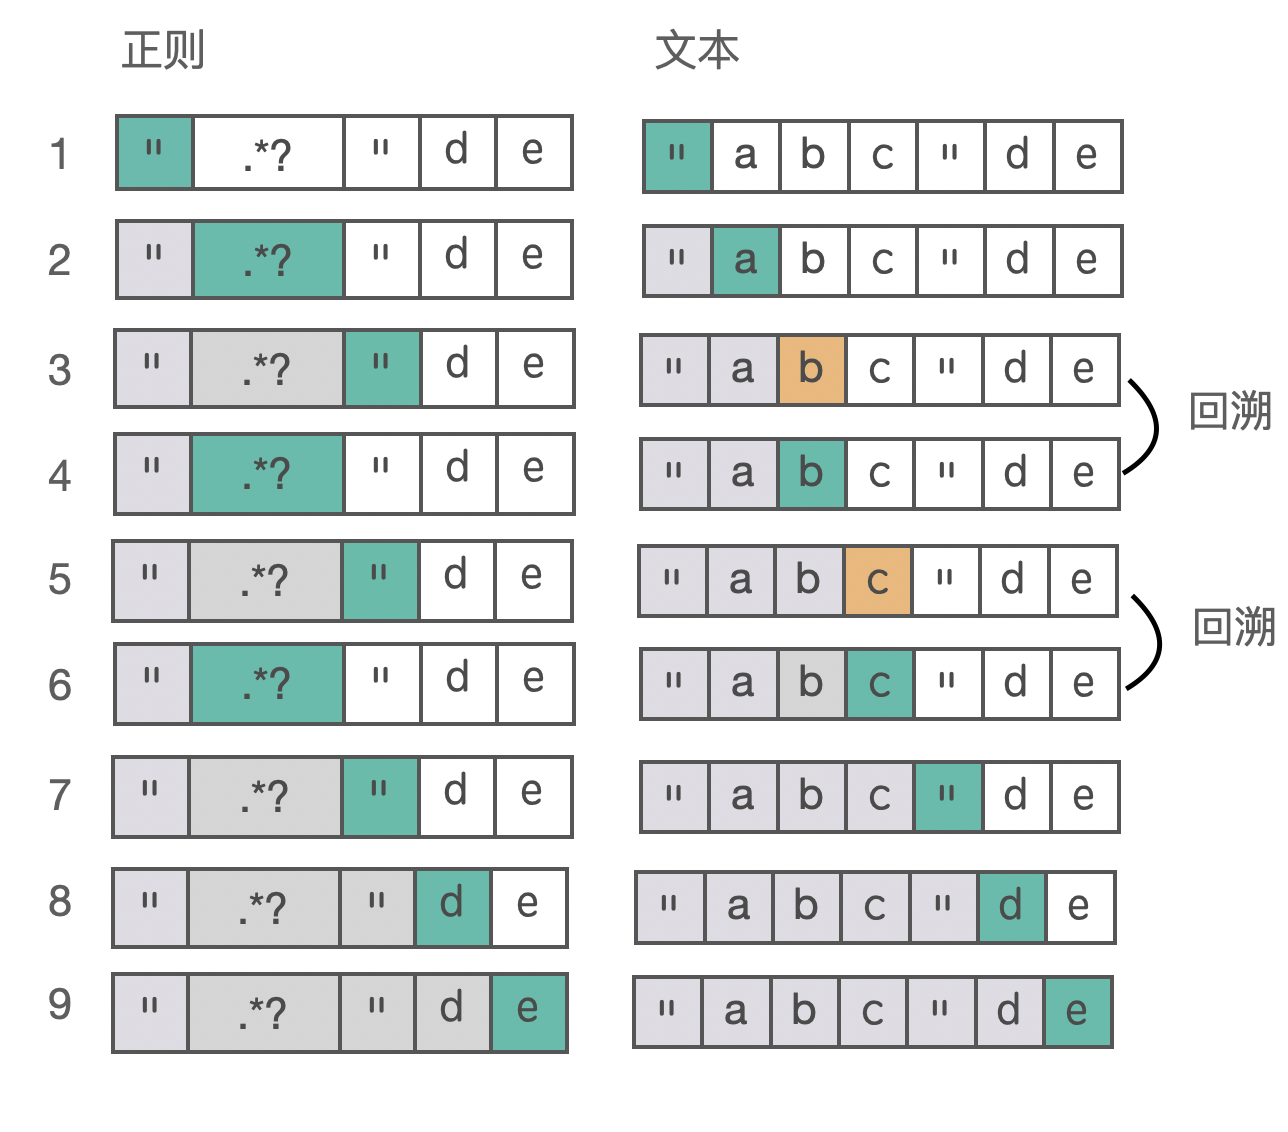 正则 文本
1 " .*? " d e " a b c " d e
2 " .*? " d e " a b c " d e
3 " .*? " d e " a b c " d e
回溯
4 " .*? " d e " a b c " d e
5 " .*? " d e " a b c " d e
回溯
6 " .*? " d e " a b c " d e
7 " .*? " d e " a b c " d e
8 " .*? " d e " a b c " d e
9 " .*? " d e " a b c " d e